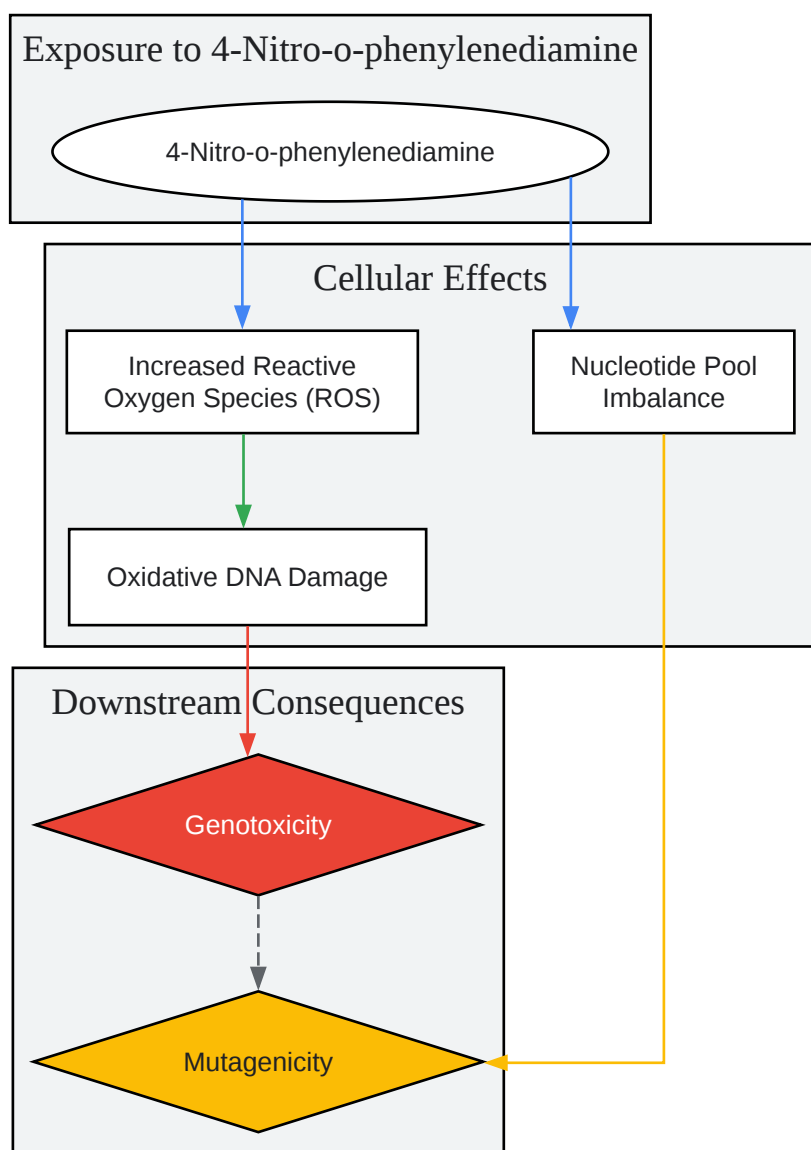 Exposure to 4-Nitro-o-phenylenediamine
4-Nitro-o-phenylenediamine
Cellular Effects
Increased Reactive
Oxygen Species (ROS)
Nucleotide Pool
Imbalance
Oxidative DNA Damage
Downstream Consequences
Genotoxicity
Mutagenicity